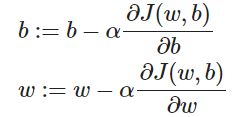 b := b − α ∂J(w, b) / ∂b
w := w − α ∂J(w, b) / ∂w